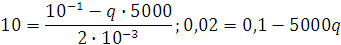 10 = (10⁻¹ − q · 5000) / (2 · 10⁻³) ; 0,02 = 0,1 − 5000q